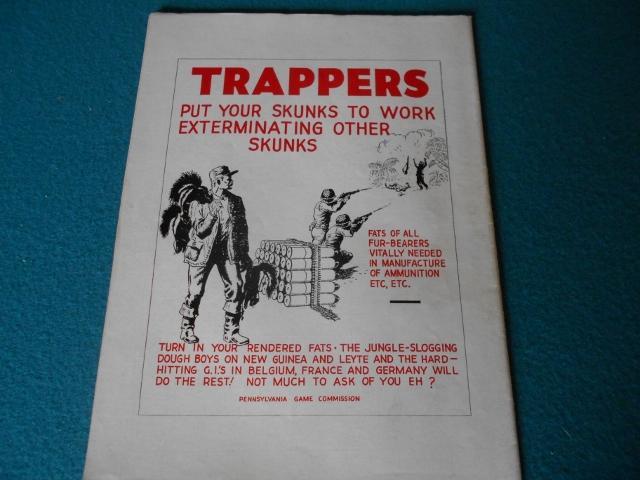 TRAPPERS
PUT YOUR SKUNKS TO WORK
EXTERMINATING OTHER
SKUNKS
FATS OF ALL
FUR-BEARERS
VITALLY NEEDED
IN MANUFACTURE
OF AMMUNITION
ETC, ETC.
TURN IN YOUR RENDERED FATS · THE JUNGLE-SLOGGING
DOUGH BOYS ON NEW GUINEA AND LEYTE AND THE HARD-
HITTING G.I.'S IN BELGIUM, FRANCE AND GERMANY WILL
DO THE REST! NOT MUCH TO ASK OF YOU EH?
PENNSYLVANIA GAME COMMISSION